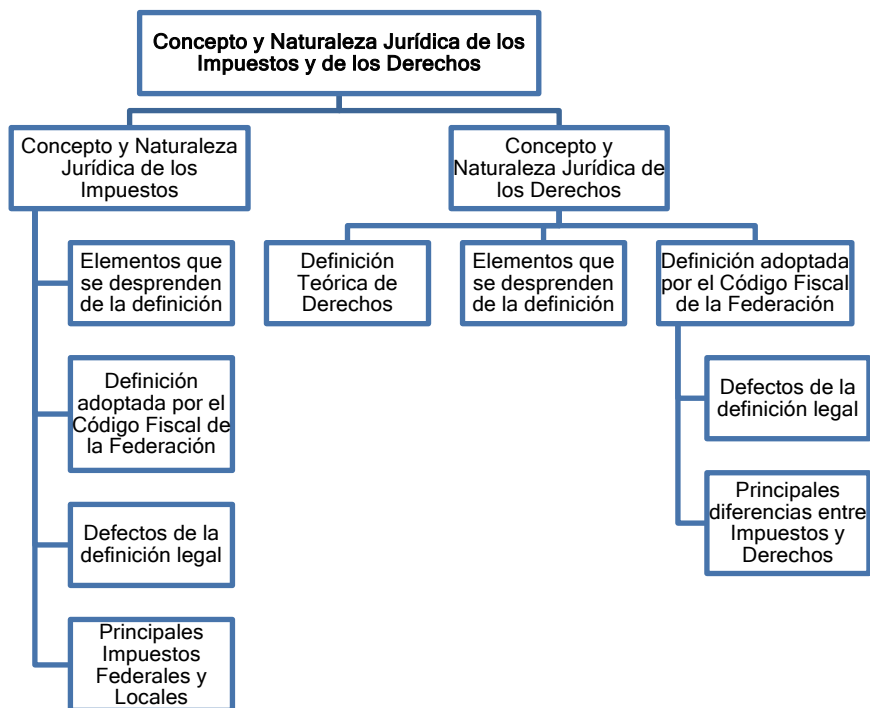 Concepto y Naturaleza Jurídica de los
Impuestos y de los Derechos
Concepto y Naturaleza
Jurídica de los
Impuestos
Elementos que
se desprenden
de la definición
Definición
adoptada por el
Código Fiscal de
la Federación
Defectos de la
definición legal
Principales
Impuestos
Federales y
Locales
Concepto y
Naturaleza Jurídica de
los Derechos
Definición
Teórica de
Derechos
Elementos que
se desprenden
de la definición
Definición adoptada
por el Código Fiscal
de la Federación
Defectos de la
definición legal
Principales
diferencias entre
Impuestos y
Derechos